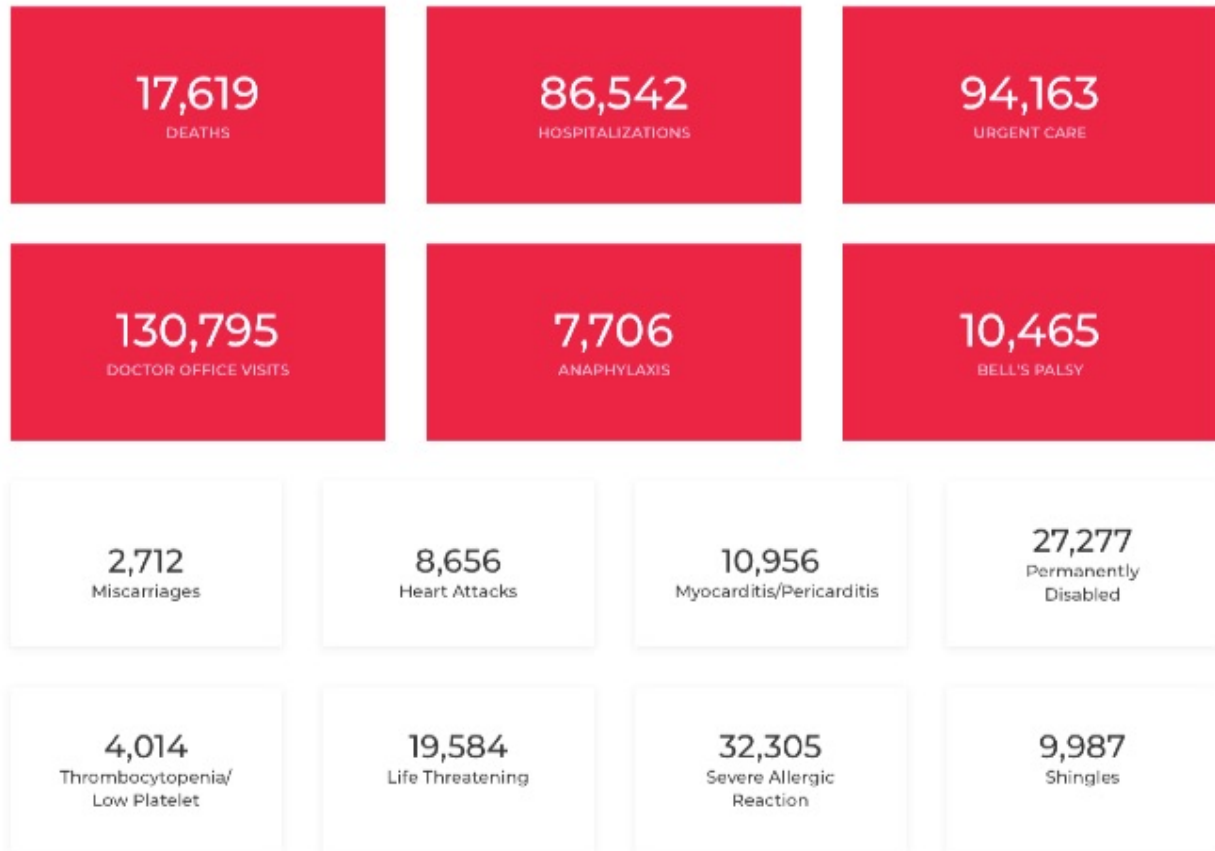 17,619
DEATHS
86,542
HOSPITALIZATIONS
94,163
URGENT CARE
130,795
DOCTOR OFFICE VISITS
7,706
ANAPHYLAXIS
10,465
BELL'S PALSY
2,712
Miscarriages
8,656
Heart Attacks
10,956
Myocarditis/Pericarditis
27,277
Permanently
Disabled
4,014
Thrombocytopenia/
Low Platelet
19,584
Life Threatening
32,305
Severe Allergic
Reaction
9,987
Shingles